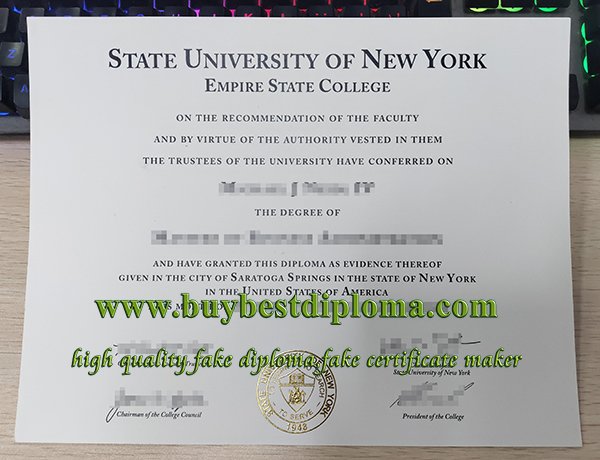 STATE UNIVERSITY OF NEW YORK
EMPIRE STATE COLLEGE
ON THE RECOMMENDATION OF THE FACULTY
AND BY VIRTUE OF THE AUTHORITY VESTED IN THEM
THE TRUSTEES OF THE UNIVERSITY HAVE CONFERRED ON
THE DEGREE OF
AND HAVE GRANTED THIS DIPLOMA AS EVIDENCE THEREOF
GIVEN IN THE CITY OF SARATOGA SPRINGS IN THE STATE OF NEW YORK
IN THE UNITED STATES OF AMERICA
www.buybestdiploma.com
high quality fake diploma,fake certificate maker
State University of New York
Chairman of the College Council
President of the College
TO SERVE
1948